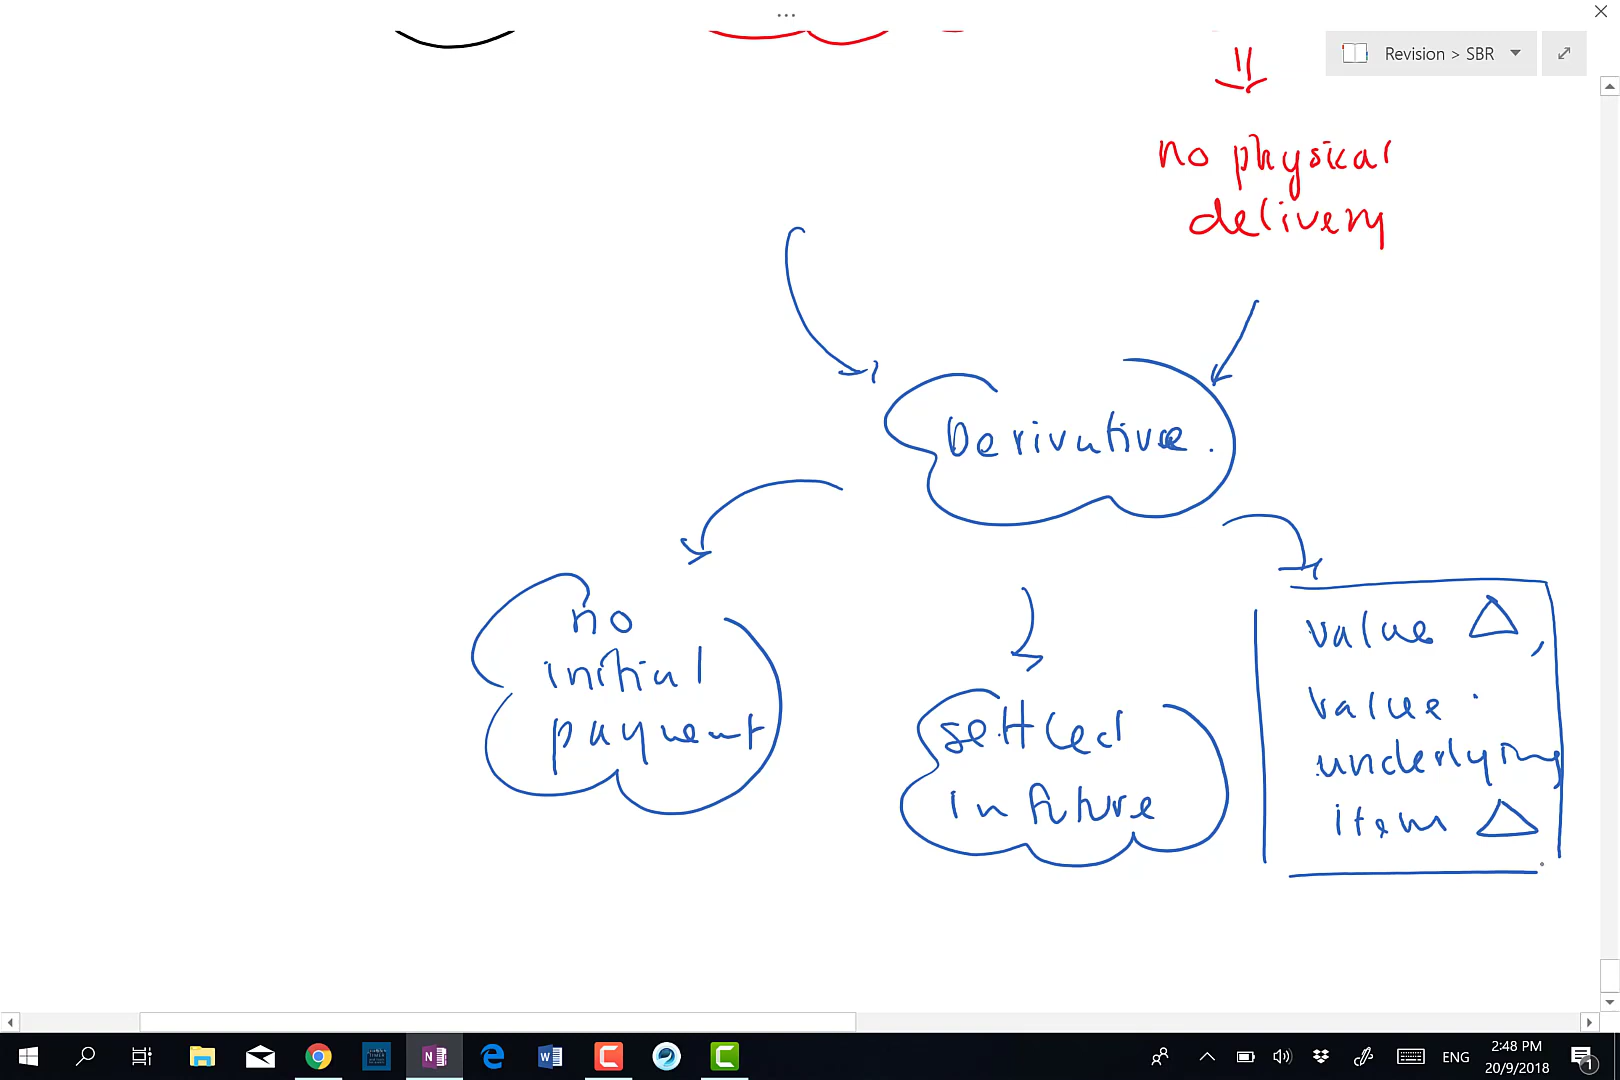 ...
Revision > SBR
no physical
delivery
Derivative.
no
initial
payment
settled
in future
value △,
value
underlying
item △
ENG
2:48 PM
20/9/2018
1